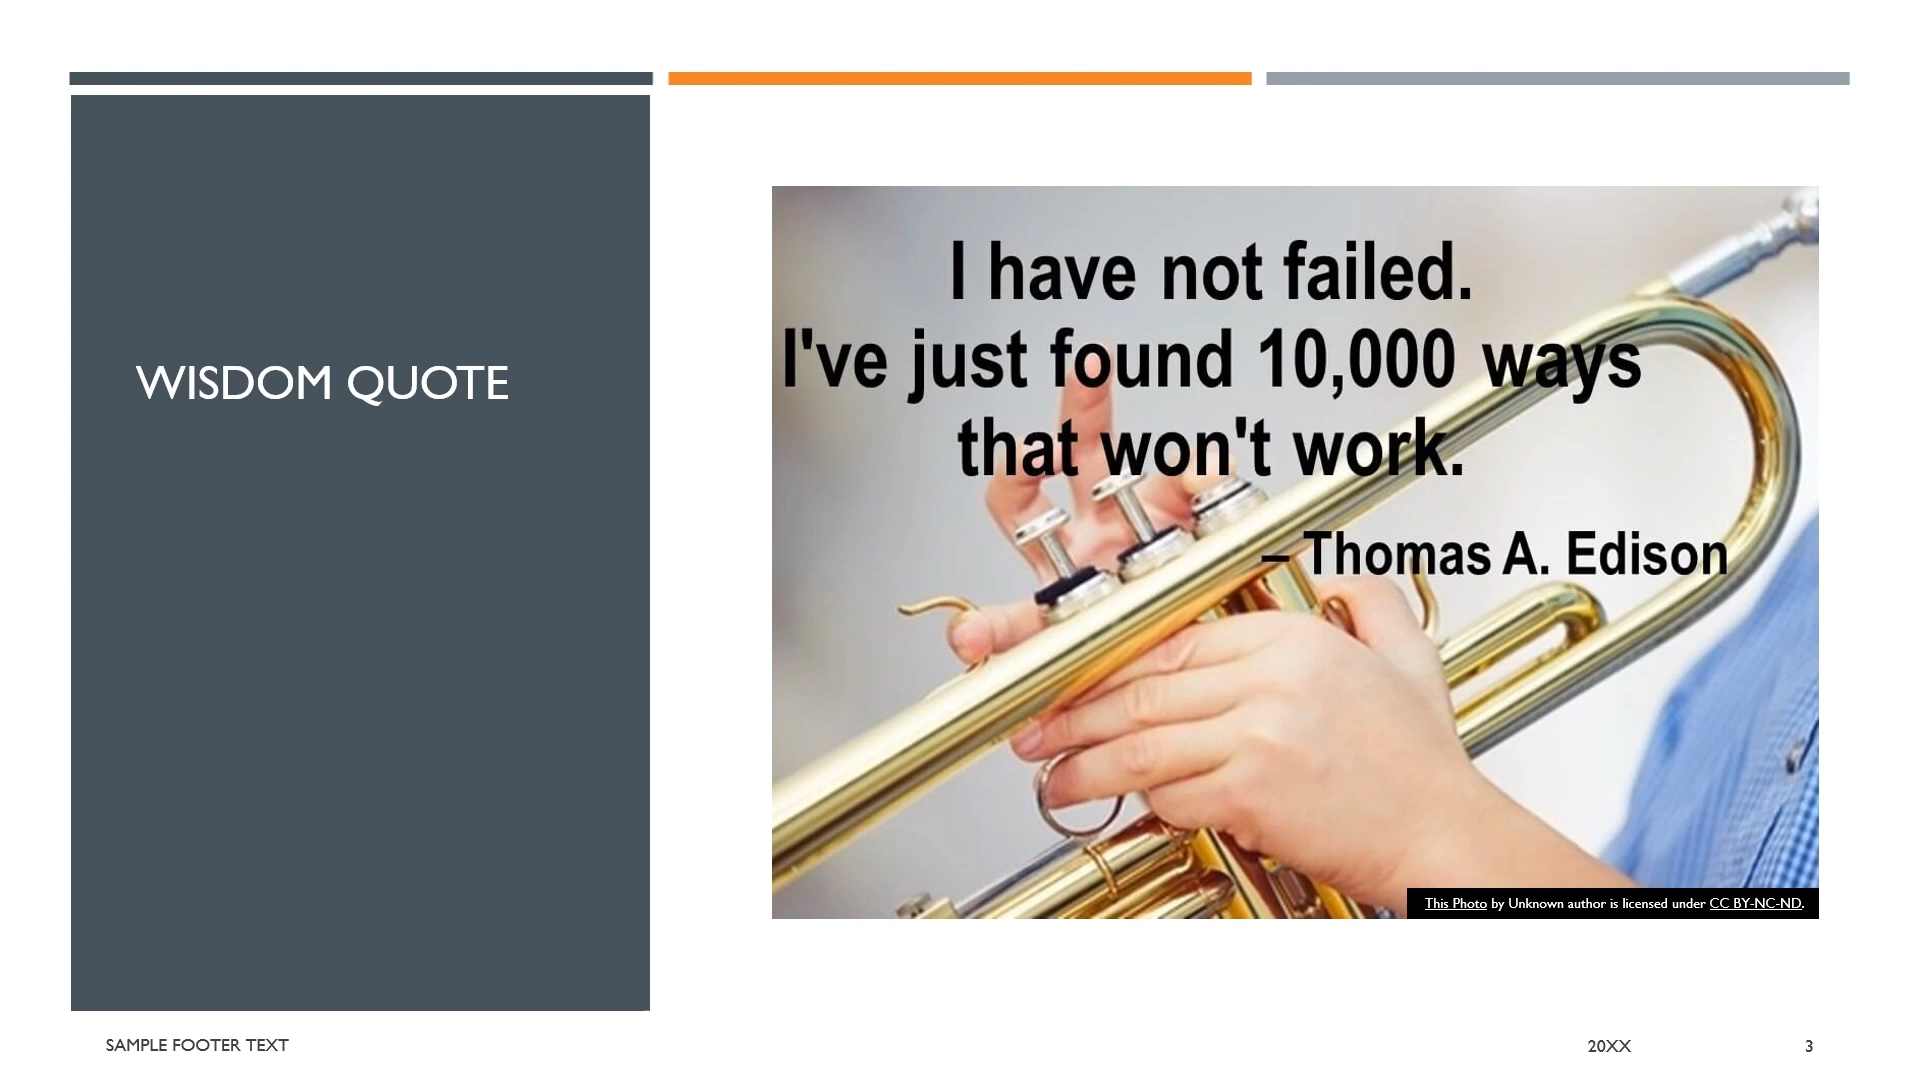 WISDOM QUOTE
I have not failed.
I've just found 10,000 ways
that won't work.
– Thomas A. Edison
This Photo by Unknown author is licensed under CC BY-NC-ND.
SAMPLE FOOTER TEXT
20XX
3